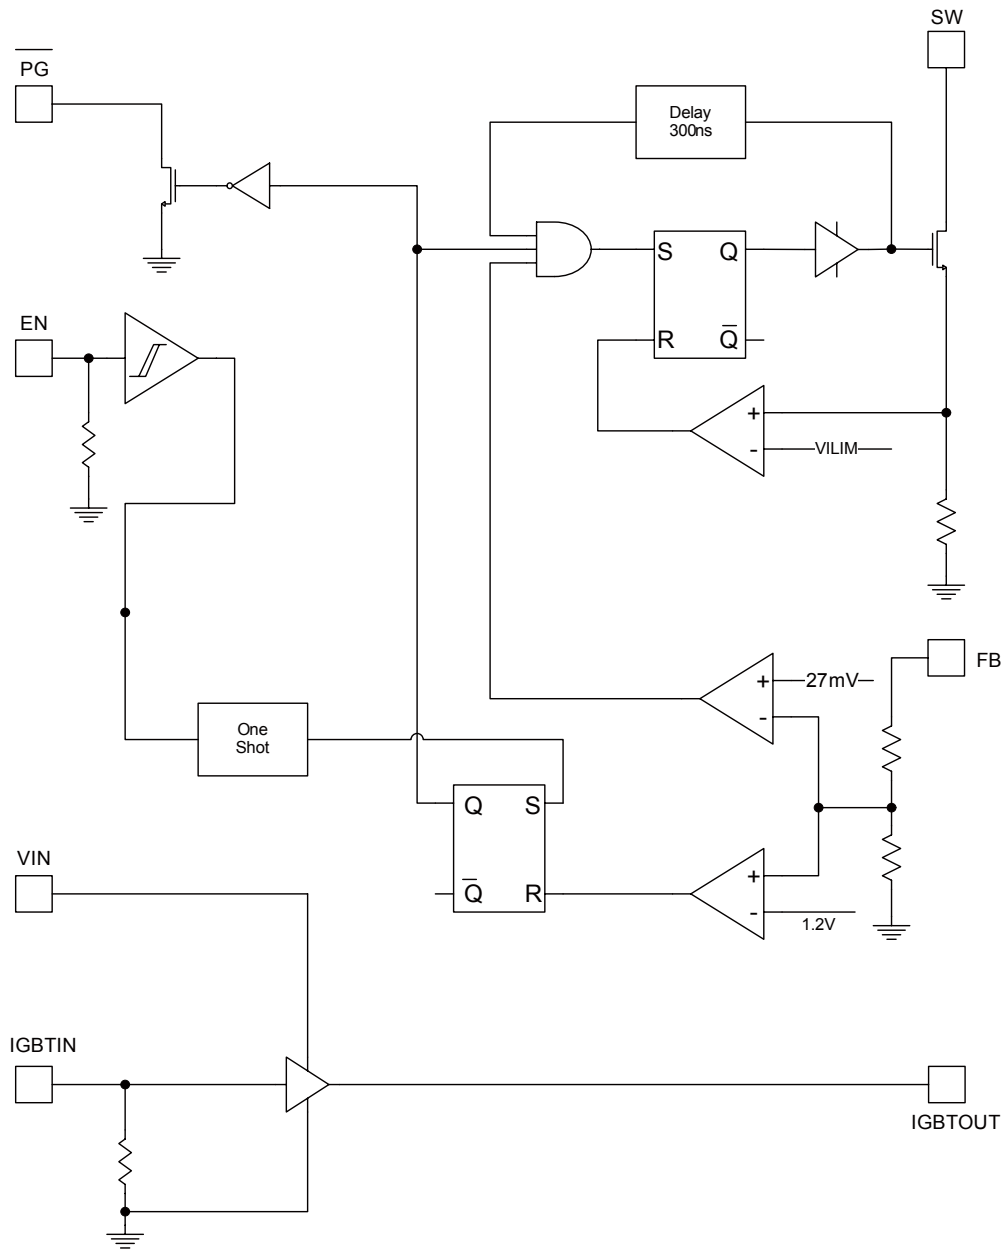 SW
PG
Delay
300ns
S Q
EN
R Q
+
- VILIM
FB
+ 27mV
-
One
Shot
Q S
VIN
Q R
+
-
1.2V
IGBTIN
IGBTOUT